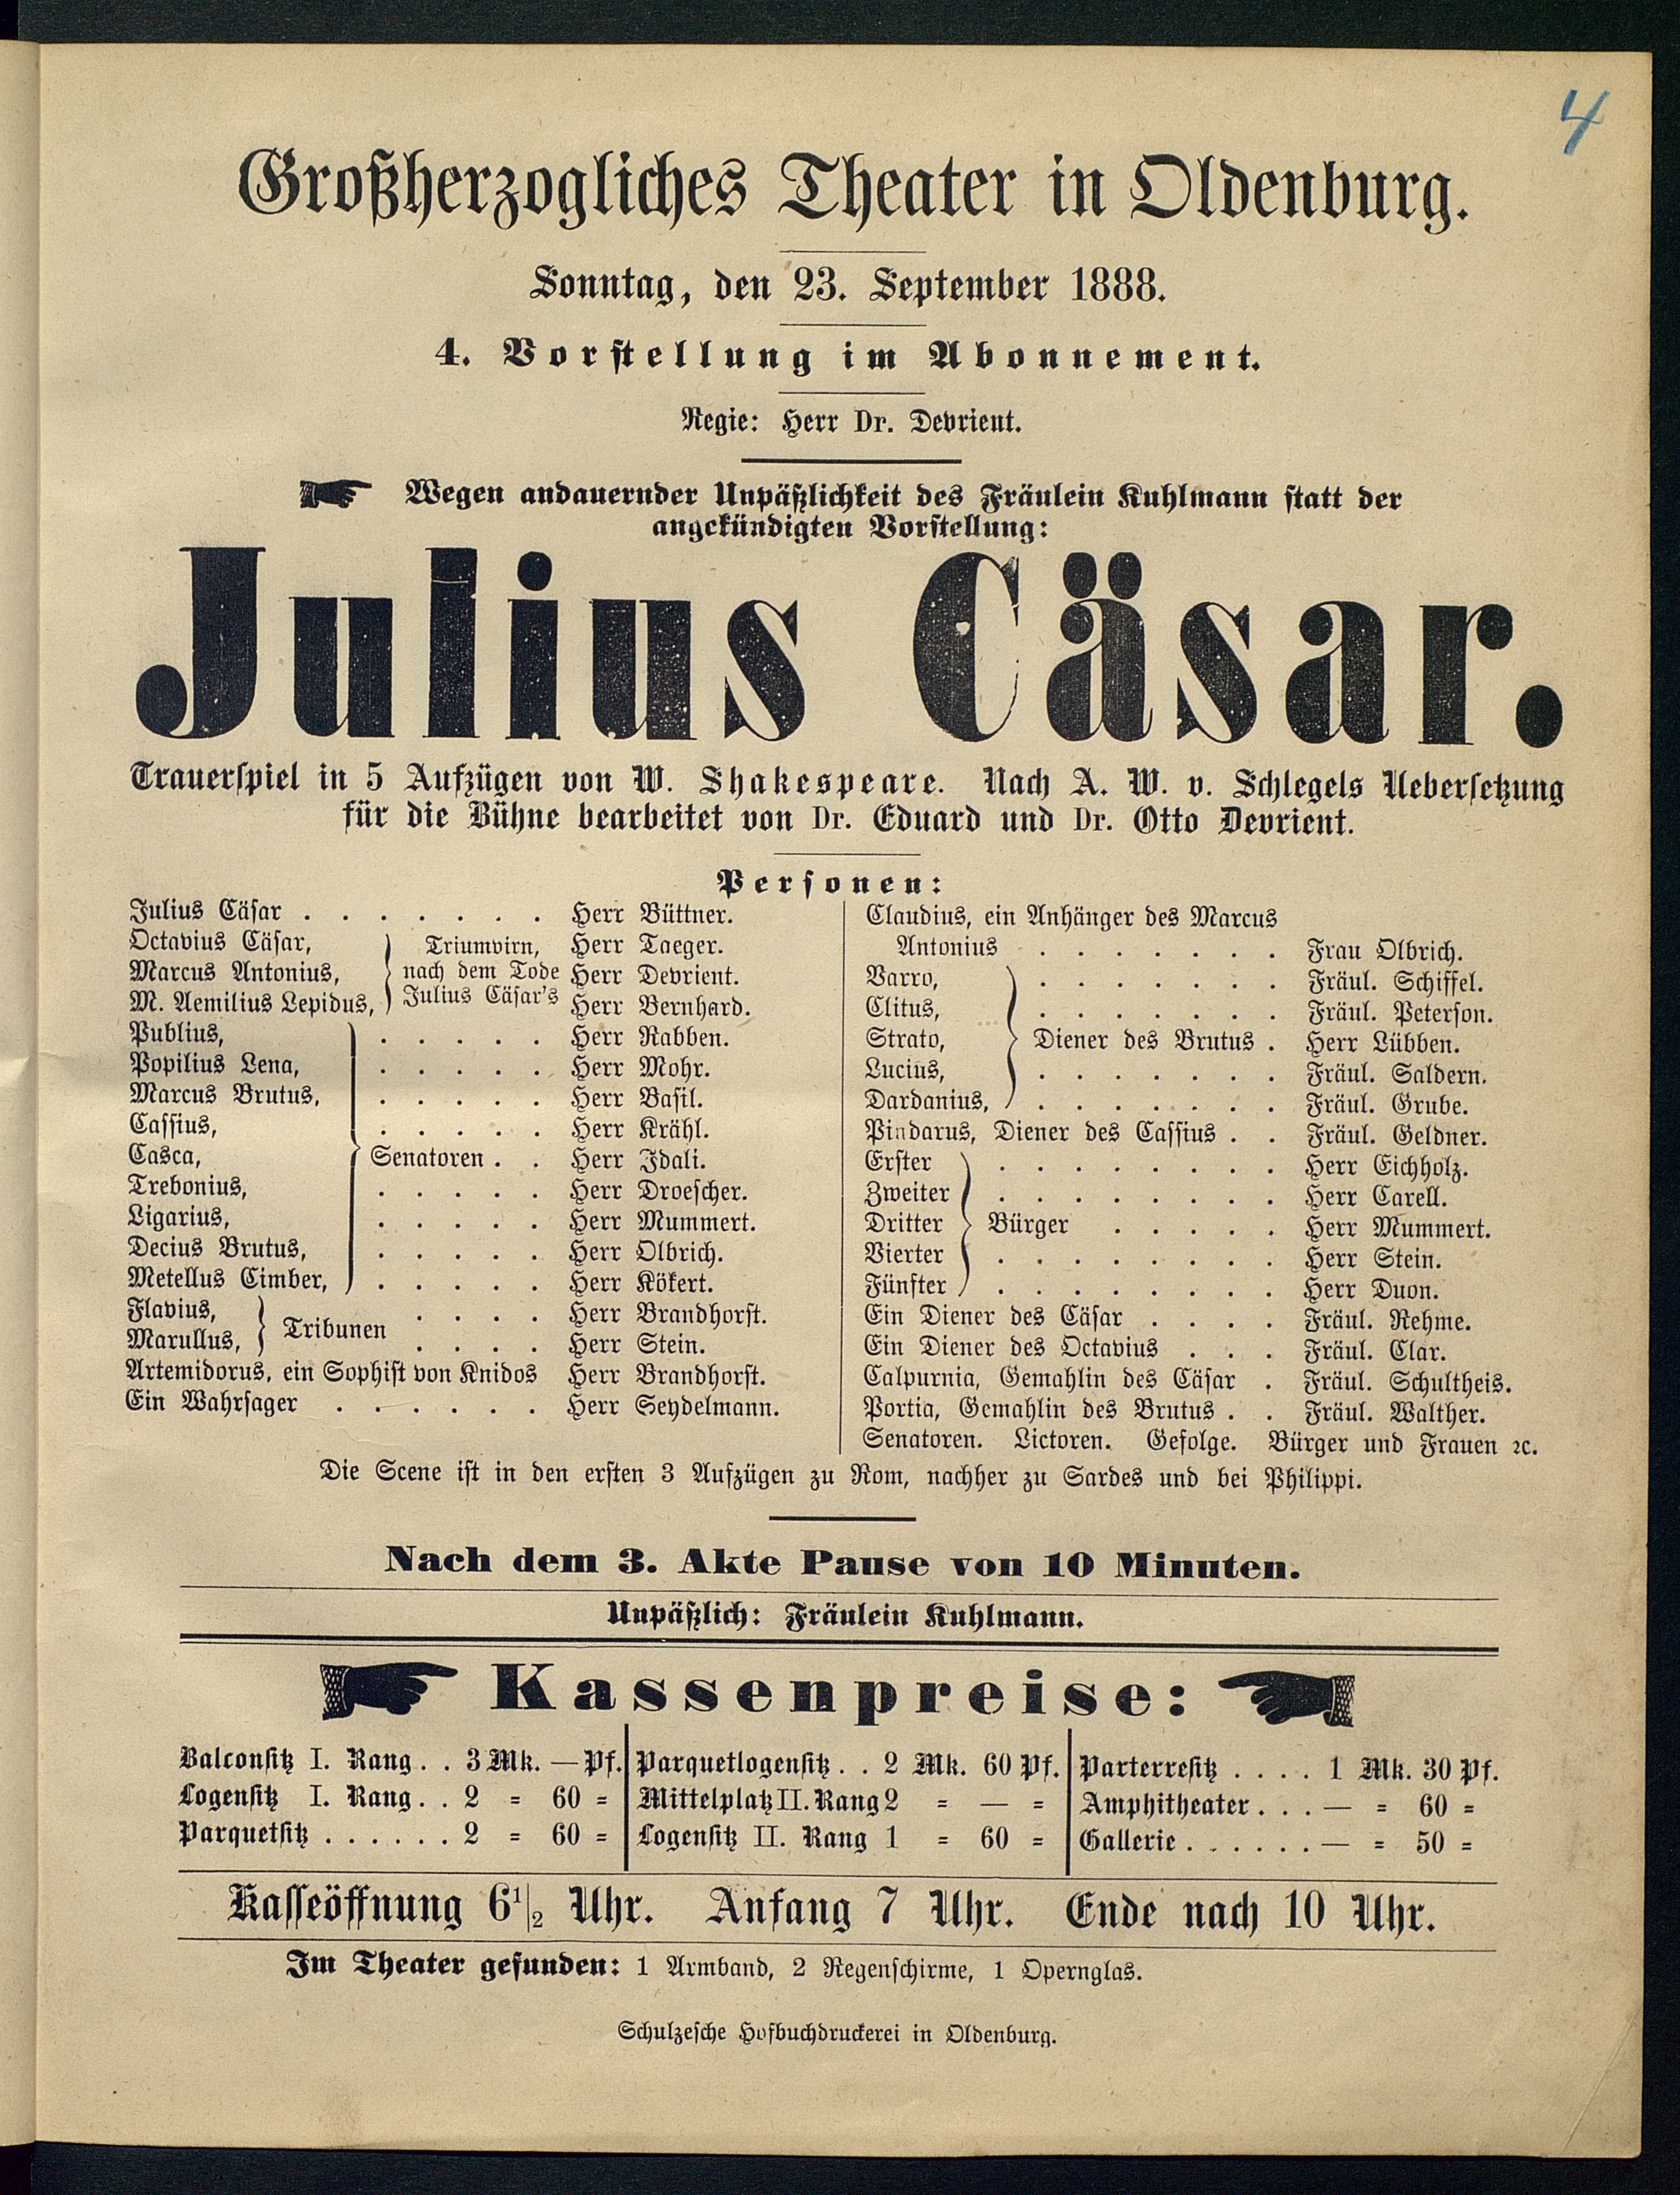 4
Großherzogliches Theater in Oldenburg.
Sonntag, den 23. September 1888.
4. Vorstellung im Abonnement.
Regie: Herr Dr. Devrient.
Wegen andauernder Unpäßlichkeit des Fräulein Kuhlmann statt der
angekündigten Vorstellung:
Julius Cäsar.
Trauerspiel in 5 Aufzügen von W. Shakespeare. Nach A. W. v. Schlegels Uebersetzung
für die Bühne bearbeitet von Dr. Eduard und Dr. Otto Devrient.
Personen:
Julius Cäsar . . . . . . . Herr Büttner.
Octavius Cäsar, } Triumvirn, Herr Taeger.
Marcus Antonius, } nach dem Tode Herr Devrient.
M. Aemilius Lepidus, } Julius Cäsar's Herr Bernhard.
Publius, . . . . . Herr Rabben.
Popilius Lena, . . . . . Herr Mohr.
Marcus Brutus, . . . . . Herr Basil.
Cassius, . . . . . Herr Krähl.
Casca, } Senatoren . . Herr Idali.
Trebonius, . . . . . Herr Droescher.
Ligarius, . . . . . Herr Mummert.
Decius Brutus, . . . . . Herr Olbrich.
Metellus Cimber, . . . . . Herr Kökert.
Flavius, } Tribunen . . . . Herr Brandhorst.
Marullus, . . . . Herr Stein.
Artemidorus, ein Sophist von Knidos Herr Brandhorst.
Ein Wahrsager . . . . . . Herr Seydelmann.
Claudius, ein Anhänger des Marcus
Antonius . . . . . . . Frau Olbrich.
Varro, . . . . . . . Fräul. Schiffel.
Clitus, . . . . . . . Fräul. Peterson.
Strato, } Diener des Brutus . Herr Lübben.
Lucius, . . . . . . . Fräul. Saldern.
Dardanius, . . . . . . . Fräul. Grube.
Pindarus, Diener des Cassius . . Fräul. Geldner.
Erster . . . . . . . . Herr Eichholz.
Zweiter . . . . . . . . Herr Carell.
Dritter } Bürger . . . . . Herr Mummert.
Vierter . . . . . . . . Herr Stein.
Fünfter . . . . . . . . Herr Duon.
Ein Diener des Cäsar . . . . Fräul. Rehme.
Ein Diener des Octavius . . . Fräul. Clar.
Calpurnia, Gemahlin des Cäsar . Fräul. Schultheis.
Portia, Gemahlin des Brutus . . Fräul. Walther.
Senatoren. Lictoren. Gefolge. Bürger und Frauen ꝛc.
Die Scene ist in den ersten 3 Aufzügen zu Rom, nachher zu Sardes und bei Philippi.
Nach dem 3. Akte Pause von 10 Minuten.
Unpäßlich: Fräulein Kuhlmann.
Kassenpreise:
Balconsitz I. Rang . . 3 Mk. — Pf.
Logensitz I. Rang . . 2 = 60 =
Parquetsitz . . . . . . 2 = 60 =
Parquetlogensitz . . 2 Mk. 60 Pf.
Mittelplatz II. Rang 2 = — =
Logensitz II. Rang 1 = 60 =
Parterresitz . . . . 1 Mk. 30 Pf.
Amphitheater . . . — = 60 =
Gallerie . . . . . . — = 50 =
Kasseöffnung 6 1/2 Uhr. Anfang 7 Uhr. Ende nach 10 Uhr.
Im Theater gefunden: 1 Armband, 2 Regenschirme, 1 Opernglas.
Schulzesche Hofbuchdruckerei in Oldenburg.